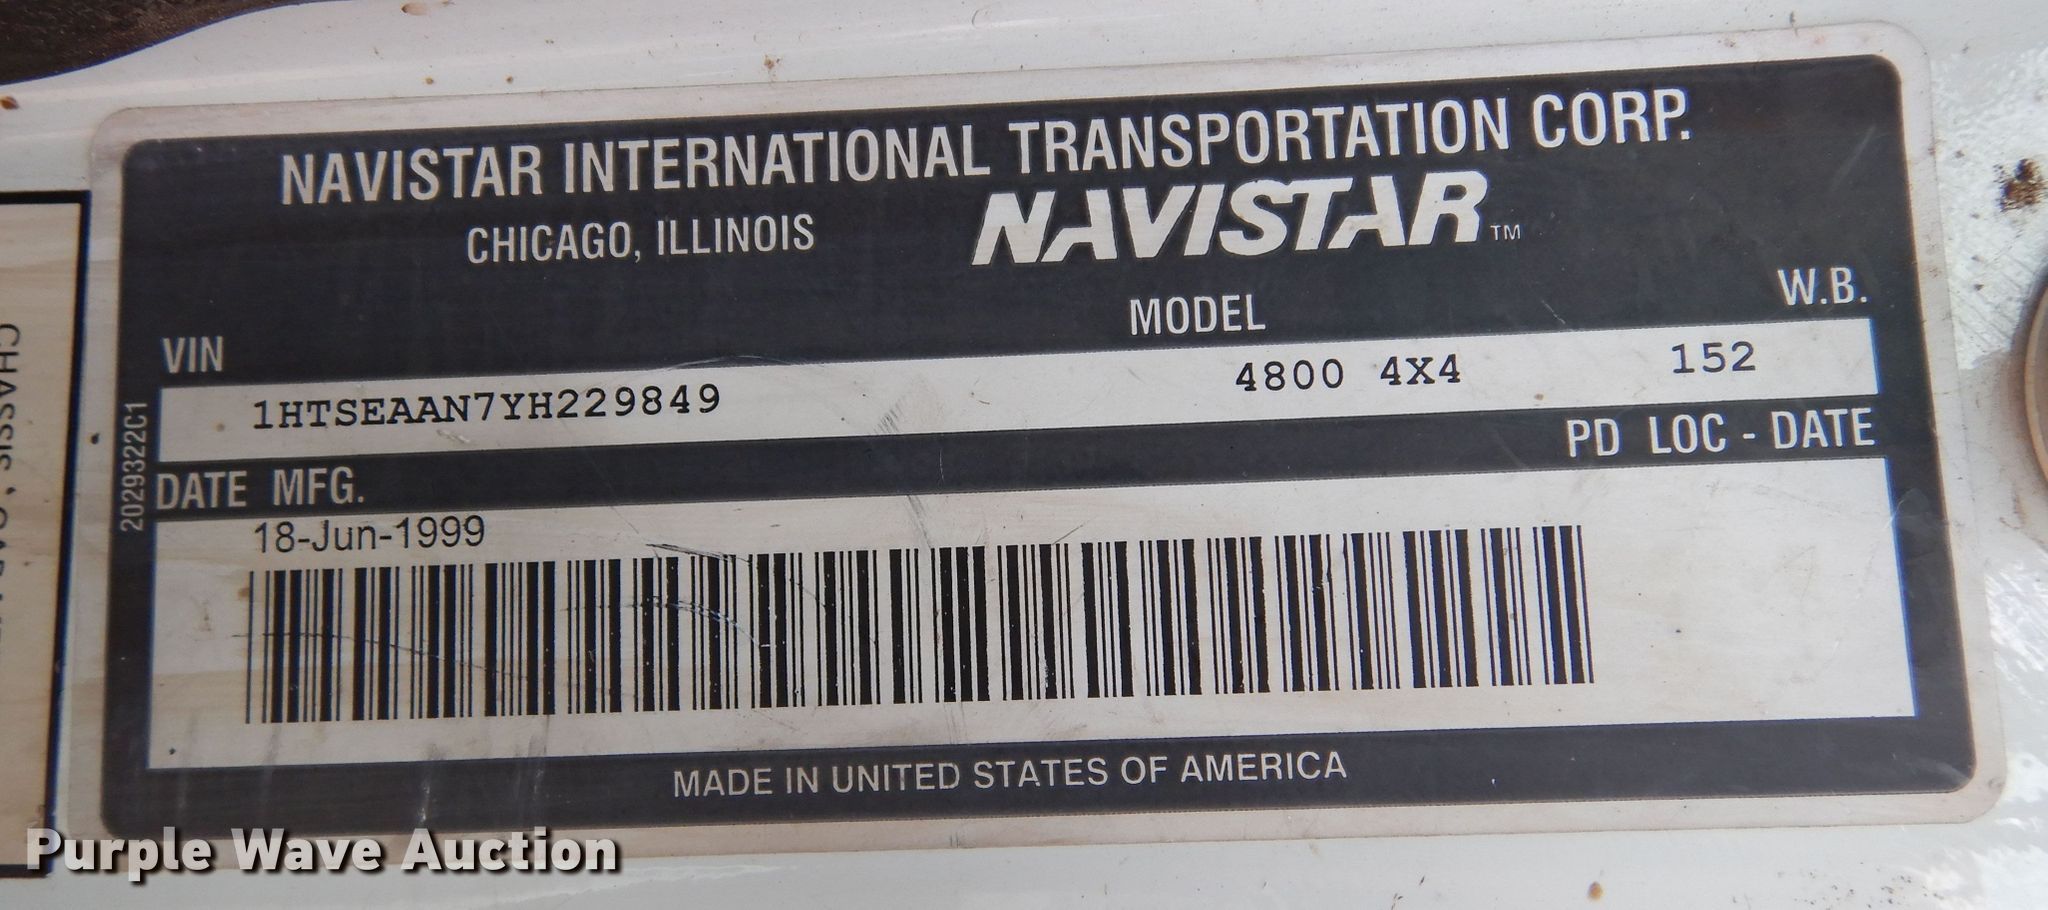 NAVISTAR INTERNATIONAL TRANSPORTATION CORP.
CHICAGO, ILLINOIS
NAVISTAR™
VIN
MODEL
W.B.
1HTSEAAN7YH229849
4800 4X4
152
2029322C1
DATE MFG.
PD LOC - DATE
18-Jun-1999
MADE IN UNITED STATES OF AMERICA
CHASSIS,
Purple Wave Auction